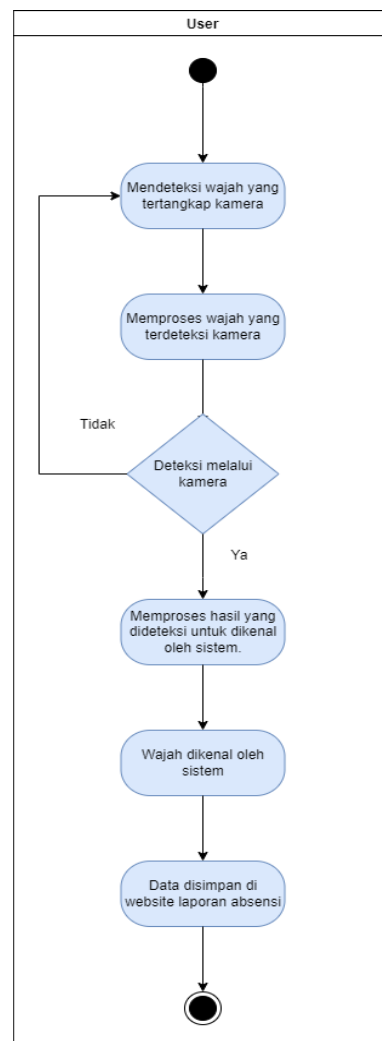 User
Mendeteksi wajah yang
tertangkap kamera
Memproses wajah yang
terdeteksi kamera
Tidak
Deteksi melalui
kamera
Ya
Memproses hasil yang
dideteksi untuk dikenal
oleh sistem.
Wajah dikenal oleh
sistem
Data disimpan di
website laporan absensi